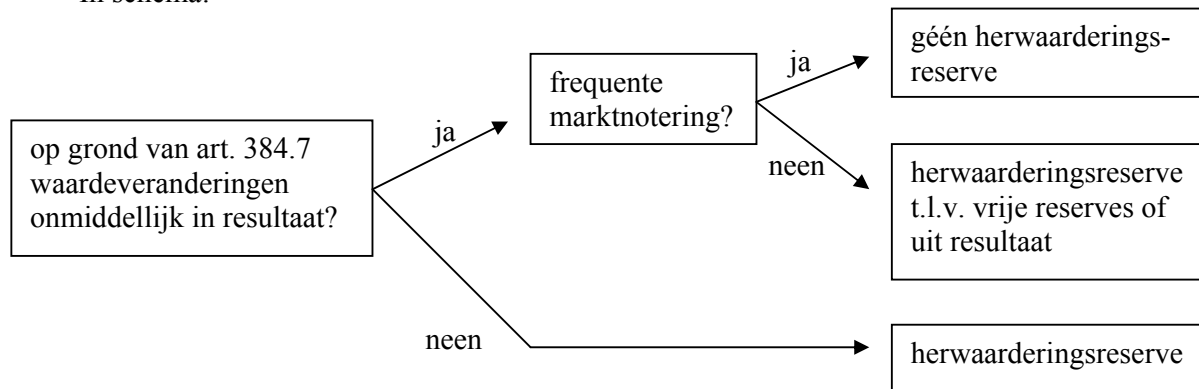 In schema:
op grond van art. 384.7
waardeveranderingen
onmiddellijk in resultaat?
ja
frequente
marktnotering?
ja
géén herwaarderings-
reserve
neen
herwaarderingsreserve
t.l.v. vrije reserves of
uit resultaat
neen
herwaarderingsreserve